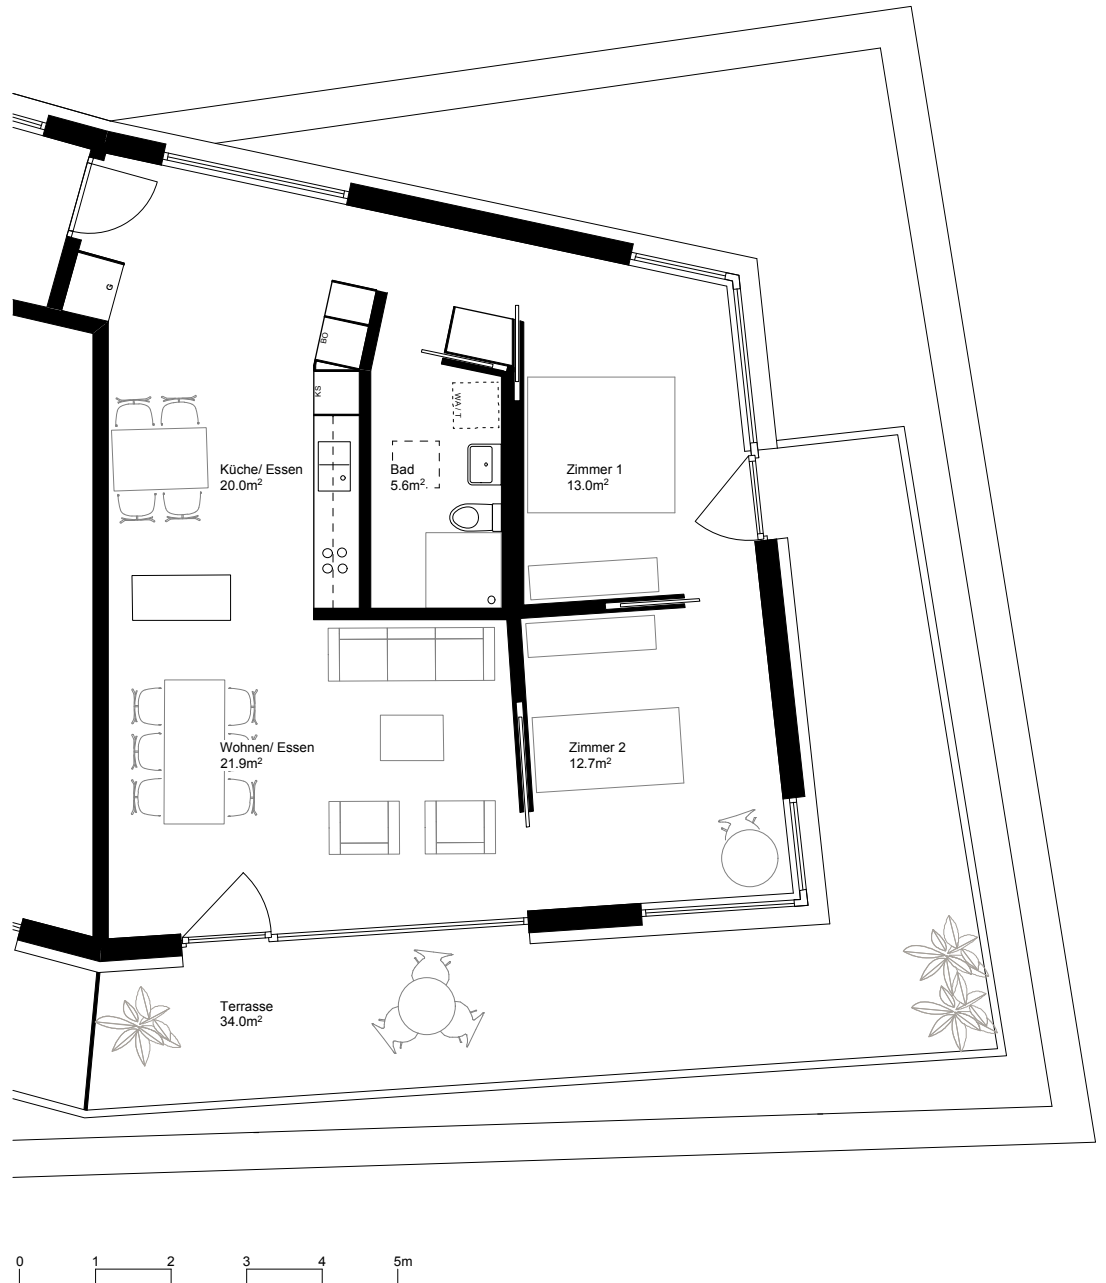 G
BO
KS
WA/T
Küche/ Essen
20.0m²
Bad
5.6m².
Zimmer 1
13.0m²
Wohnen/ Essen
21.9m²
Zimmer 2
12.7m²
Terrasse
34.0m²
0 1 2 3 4 5m